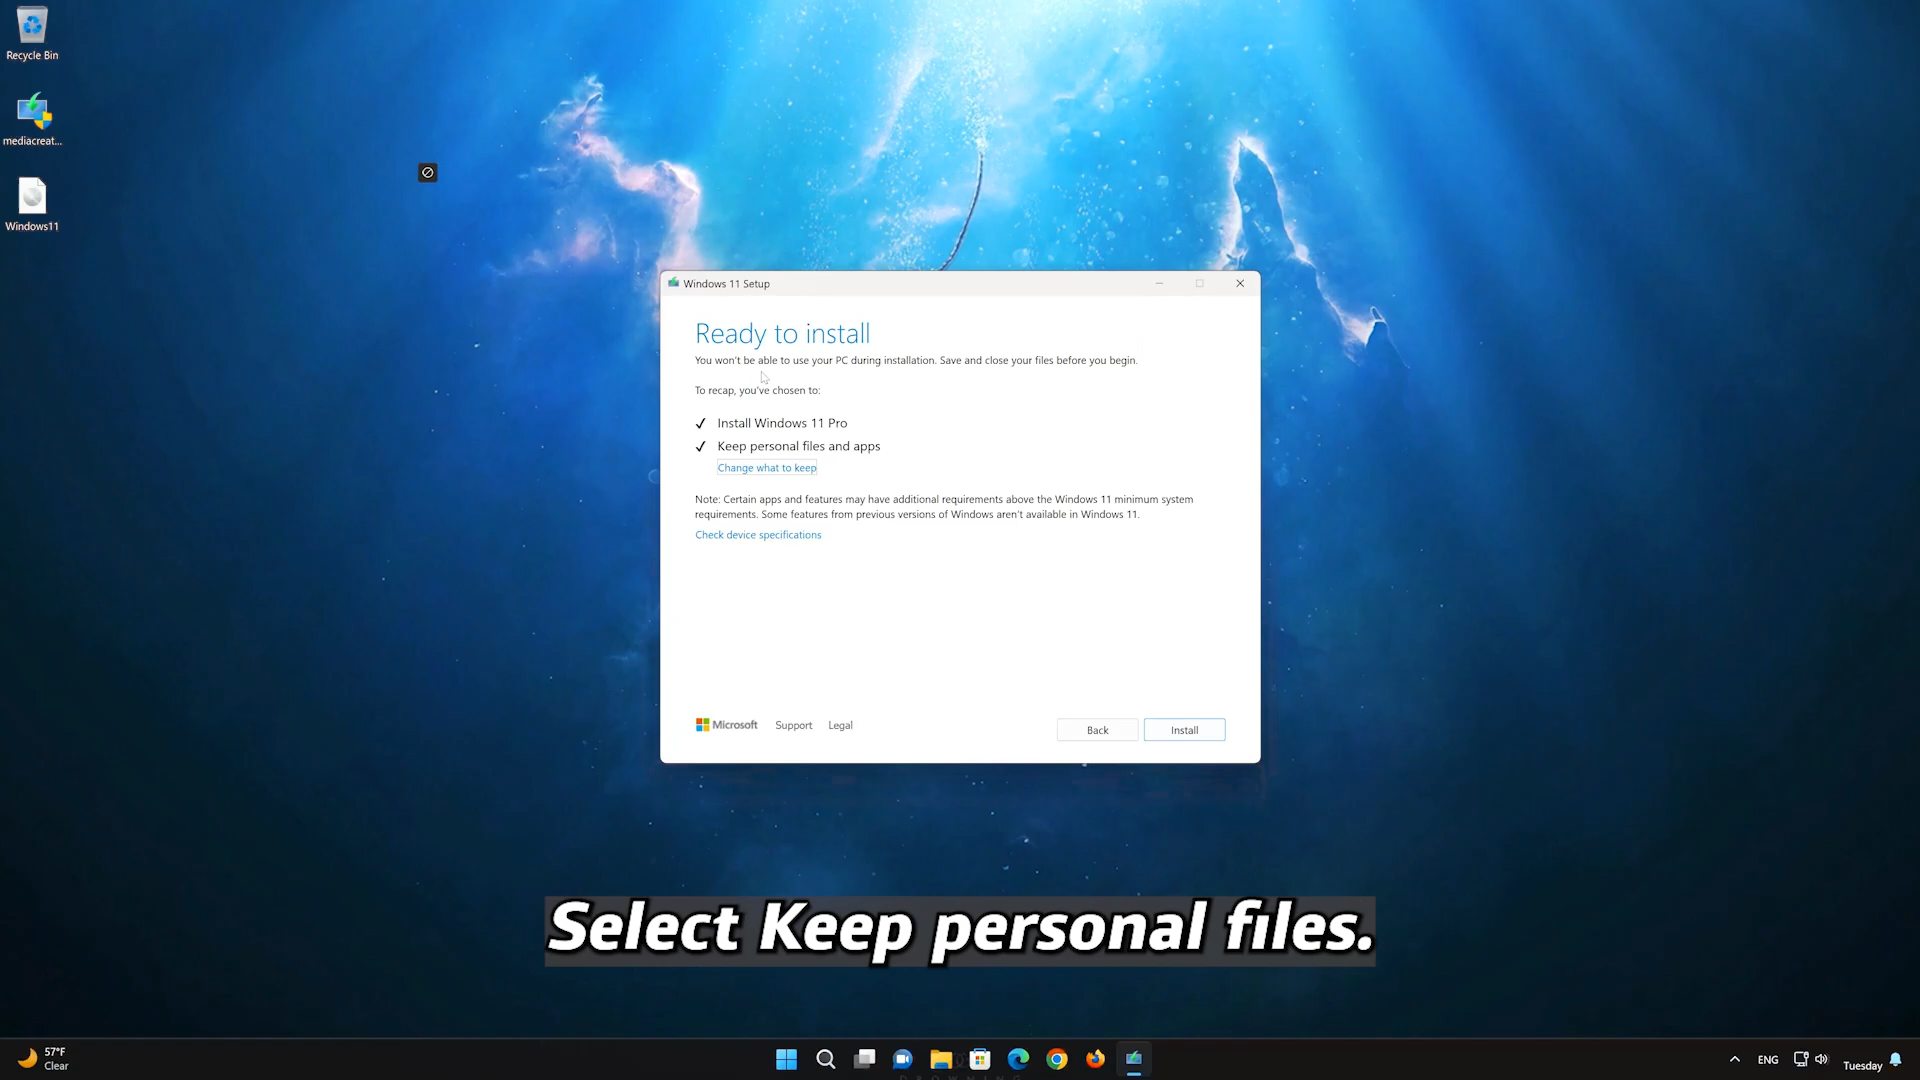 Recycle Bin
mediacreat...
Windows11
Windows 11 Setup
Ready to install
You won't be able to use your PC during installation. Save and close your files before you begin.
To recap, you've chosen to:
Install Windows 11 Pro
Keep personal files and apps
Change what to keep
Note: Certain apps and features may have additional requirements above the Windows 11 minimum system
requirements. Some features from previous versions of Windows aren't available in Windows 11.
Check device specifications
Microsoft Support Legal
Back Install
Select Keep personal files.
57°F
Clear
ENG
Tuesday